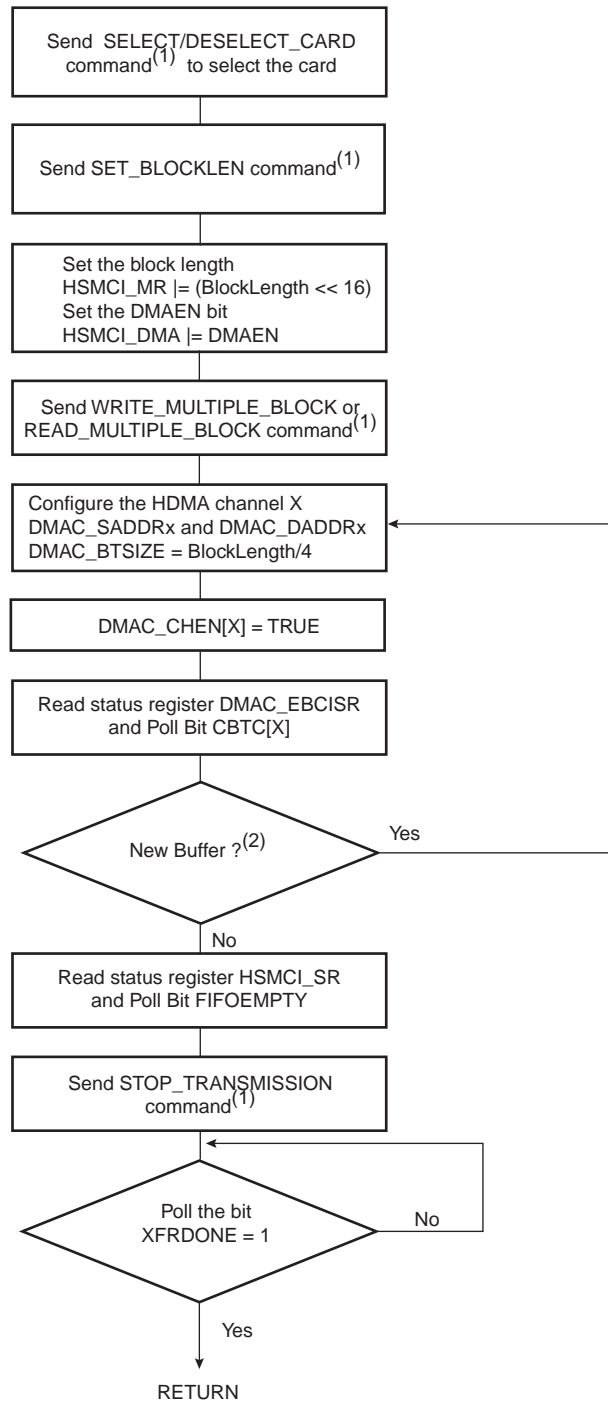 Send SELECT/DESELECT_CARD
command(1) to select the card
Send SET_BLOCKLEN command(1)
Set the block length
HSMCI_MR |= (BlockLength << 16)
Set the DMAEN bit
HSMCI_DMA |= DMAEN
Send WRITE_MULTIPLE_BLOCK or
READ_MULTIPLE_BLOCK command(1)
Configure the HDMA channel X
DMAC_SADDRx and DMAC_DADDRx
DMAC_BTSIZE = BlockLength/4
DMAC_CHEN[X] = TRUE
Read status register DMAC_EBCISR
and Poll Bit CBTC[X]
New Buffer ?(2)
Yes
No
Read status register HSMCI_SR
and Poll Bit FIFOEMPTY
Send STOP_TRANSMISSION
command(1)
Poll the bit
XFRDONE = 1
No
Yes
RETURN